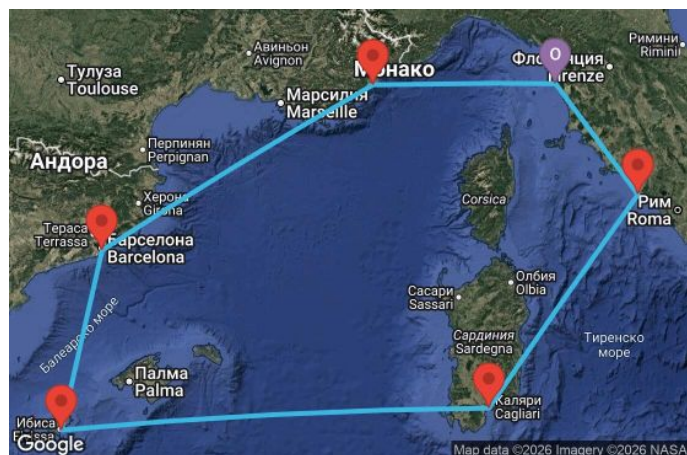 Авиньон
Avignon
Тулуза
Toulouse
Монако
O
Флоренция
Firenze
Римини
Rimini
Марсилия
Marseille
Перпинян
Perpignan
Андора
Херона
Girona
Corsica
Рим
Roma
Тераса
Terrassa
Барселона
Barcelona
Олбия
Olbia
Сасари
Sassari
Балеарско море
Сардиния
Sardegna
Тиренско
море
Палма
Palma
Каляри
Cagliari
Ибиса
Google
Map data ©2026 Imagery ©2026 NASA